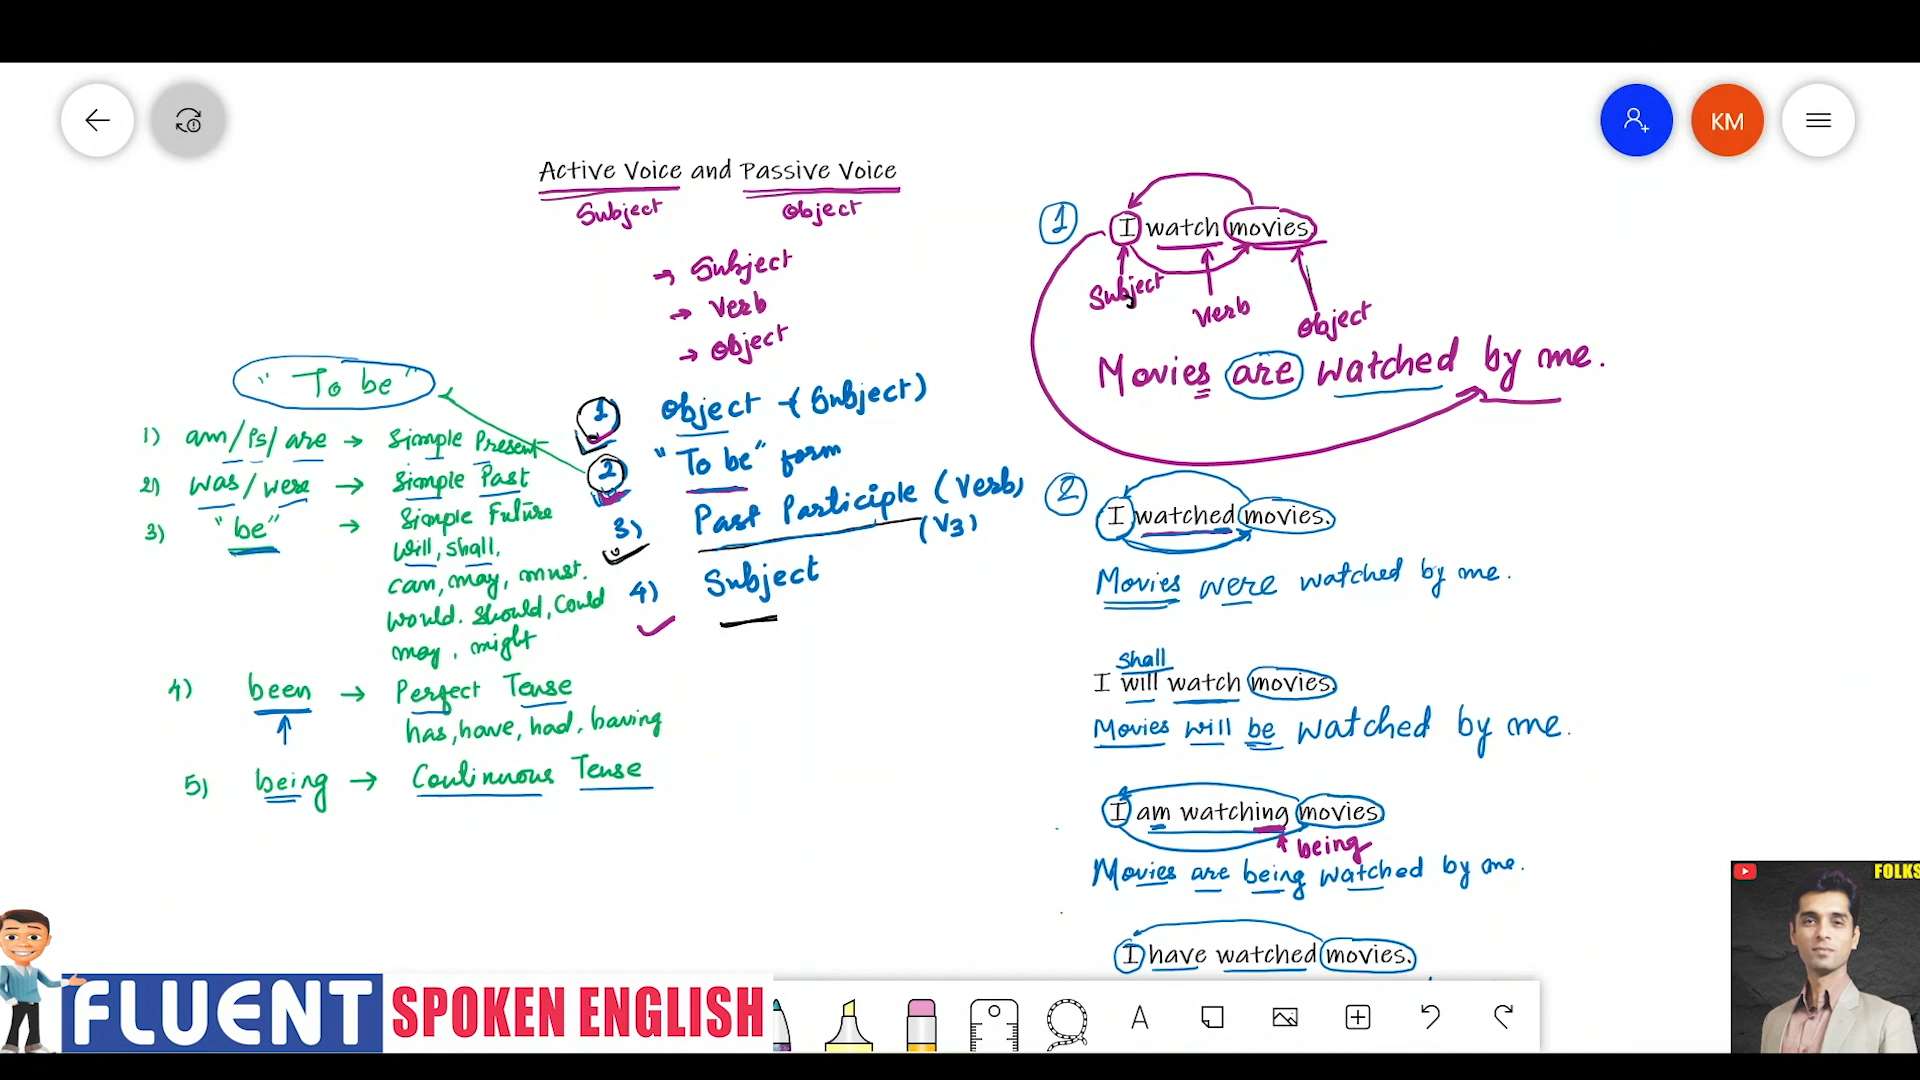 KM
Active Voice and Passive Voice
Subject Object
→ Subject
→ Verb
→ Object
"To be"
1) am/is/are → Simple Present
2) was/were → Simple Past
3) "be" → Simple Future
will, shall,
can, may, must.
would. should, could
may, might
4) been → Perfect Tense
has, have, had, having
5) being → Continuous Tense
1 Object - (Subject)
2 "To be" form
3) Past Participle (Verb)
(V3)
4) Subject
1 I watch movies.
Subject Verb Object
Movies are watched by me.
2 I watched movies.
Movies were watched by me.
shall
I will watch movies.
Movies will be watched by me.
I am watching movies.
being
Movies are being watched by me.
I have watched movies.
FOLKS
FLUENT SPOKEN ENGLISH
A